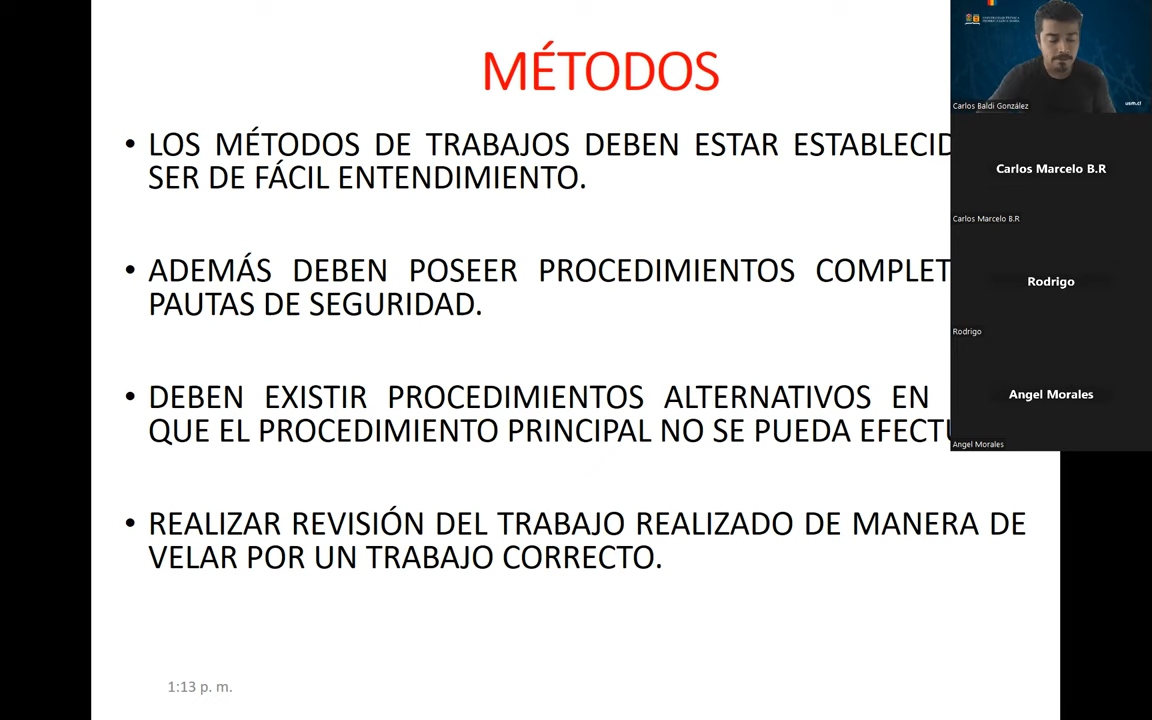 MÉTODOS
• LOS MÉTODOS DE TRABAJOS DEBEN ESTAR
SER DE FÁCIL ENTENDIMIENTO.
• ADEMÁS DEBEN POSEER PROCEDIMIENTOS
PAUTAS DE SEGURIDAD.
• DEBEN EXISTIR PROCEDIMIENTOS ALTERNATIVOS EN
QUE EL PROCEDIMIENTO PRINCIPAL NO SE PUEDA
• REALIZAR REVISIÓN DEL TRABAJO REALIZADO DE MANERA DE
VELAR POR UN TRABAJO CORRECTO.
1:13 p. m.
usm.cl
Carlos Baldi González
Carlos Marcelo B.R
Carlos Marcelo B.R
Rodrigo
Rodrigo
Angel Morales
Angel Morales